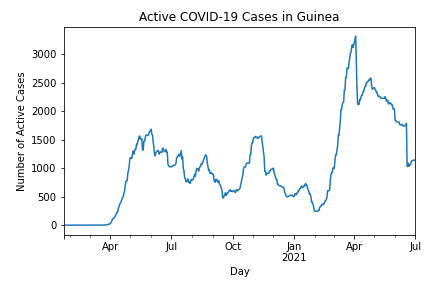 Active COVID-19 Cases in Guinea
Number of Active Cases
3000
2500
2000
1500
1000
500
0
Apr
Jul
Oct
Jan
2021
Apr
Jul
Day